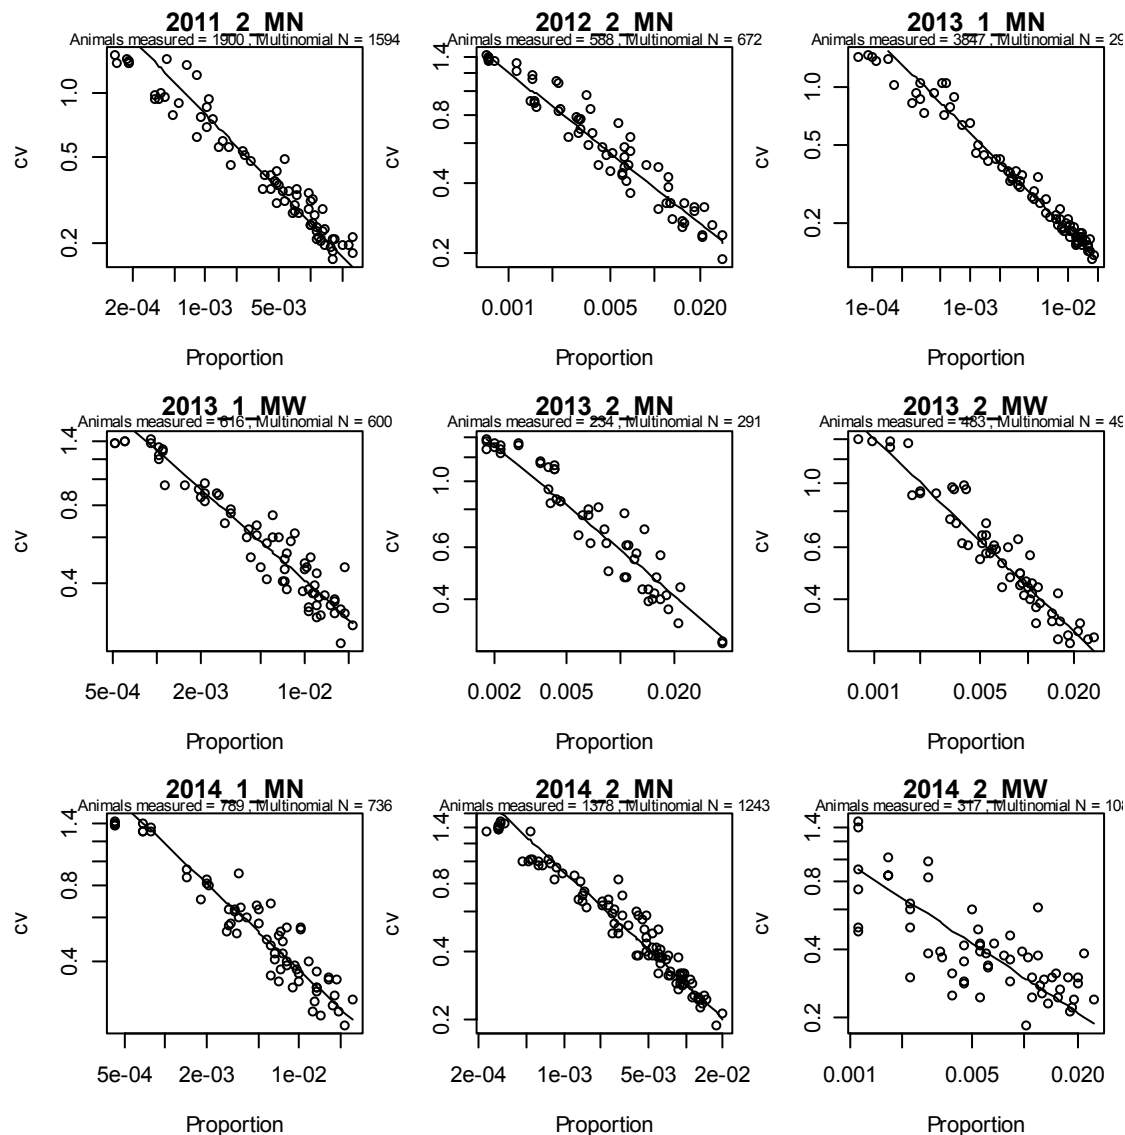 2011_2_MN
Animals measured = 1900 , Multinomial N = 1594
cv
1.0
0.5
0.2
2e-04 1e-03 5e-03
Proportion
2012_2_MN
Animals measured = 588 , Multinomial N = 672
cv
1.4
0.8
0.4
0.2
0.001 0.005 0.020
Proportion
2013_1_MN
Animals measured = 3847 , Multinomial N = 29
cv
1.0
0.5
0.2
1e-04 1e-03 1e-02
Proportion
2013_1_MW
Animals measured = 616 , Multinomial N = 600
cv
1.4
0.8
0.4
5e-04 2e-03 1e-02
Proportion
2013_2_MN
Animals measured = 234 , Multinomial N = 291
cv
1.0
0.6
0.4
0.002 0.005 0.020
Proportion
2013_2_MW
Animals measured = 483 , Multinomial N = 49
cv
1.0
0.6
0.4
0.001 0.005 0.020
Proportion
2014_1_MN
Animals measured = 789 , Multinomial N = 736
cv
1.4
0.8
0.4
5e-04 2e-03 1e-02
Proportion
2014_2_MN
Animals measured = 1378 , Multinomial N = 1243
cv
1.4
0.8
0.4
0.2
2e-04 1e-03 5e-03 2e-02
Proportion
2014_2_MW
Animals measured = 317 , Multinomial N = 108
cv
1.4
0.8
0.4
0.2
0.001 0.005 0.020
Proportion